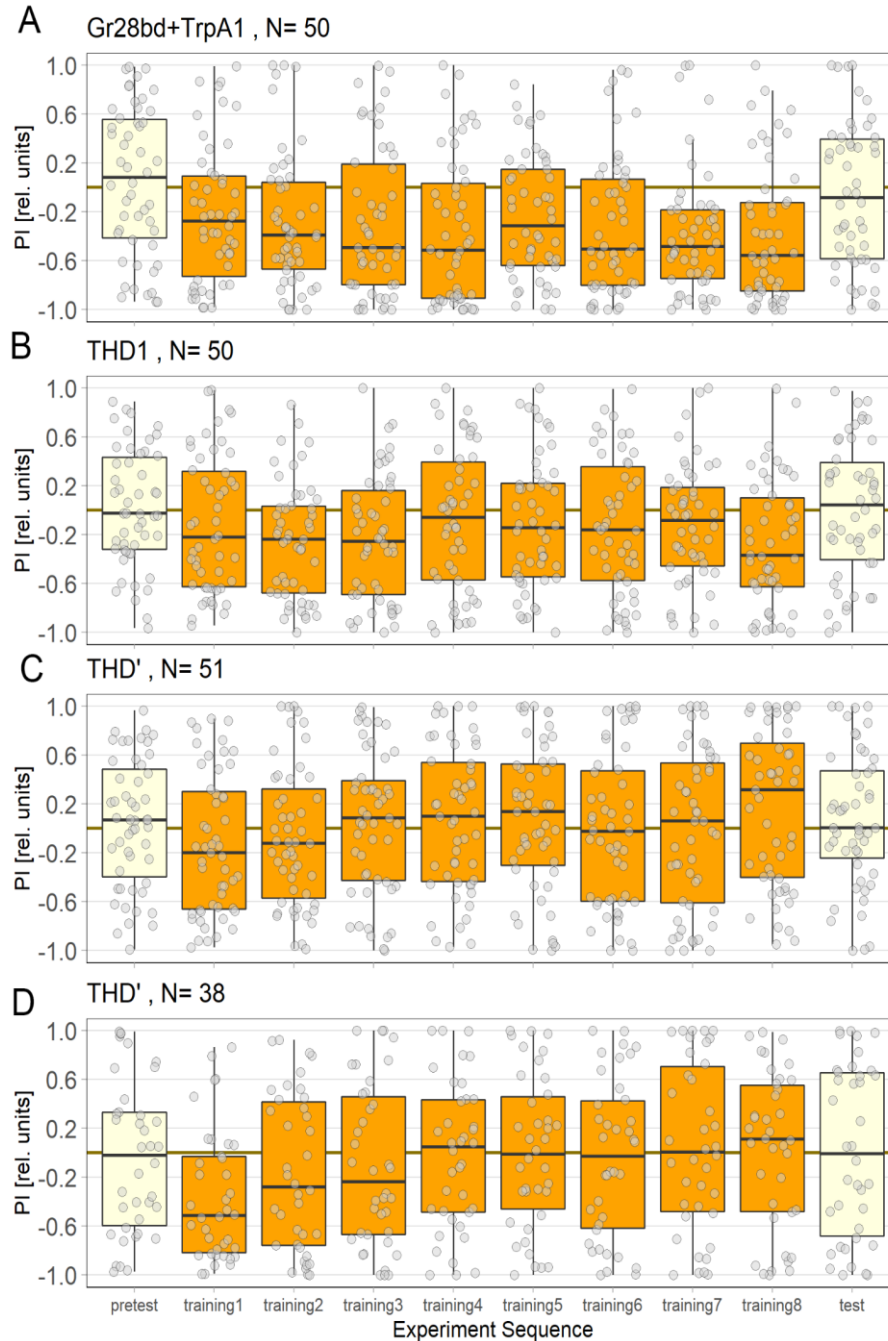 A
Gr28bd+TrpA1 , N= 50
PI [rel. units]
1.0
0.6
0.2
-0.2
-0.6
-1.0
B
THD1 , N= 50
PI [rel. units]
1.0
0.6
0.2
-0.2
-0.6
-1.0
C
THD' , N= 51
PI [rel. units]
1.0
0.6
0.2
-0.2
-0.6
-1.0
D
THD' , N= 38
PI [rel. units]
1.0
0.6
0.2
-0.2
-0.6
-1.0
pretest training1 training2 training3 training4 training5 training6 training7 training8 test
Experiment Sequence